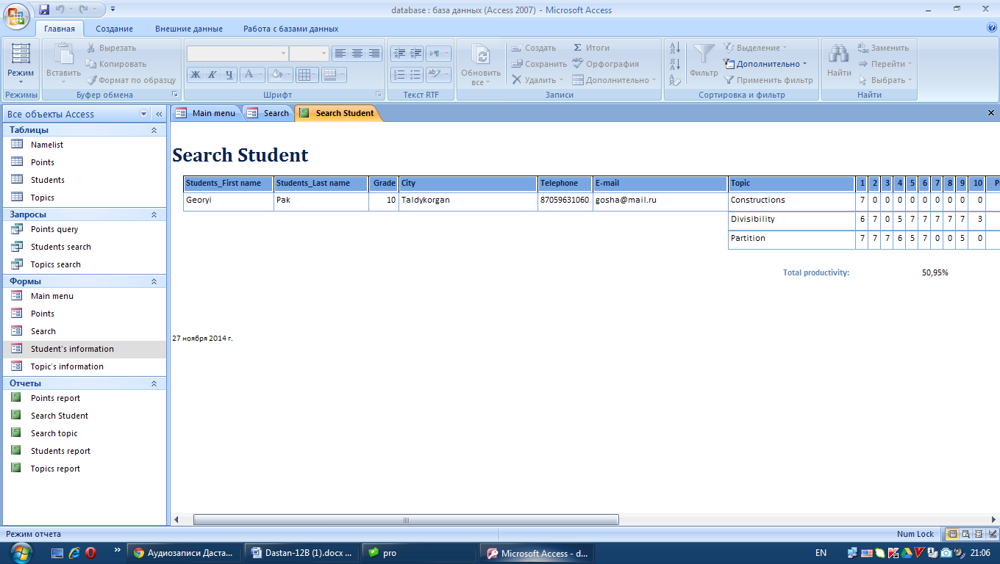 database : база данных (Access 2007) - Microsoft Access
Главная Создание Внешние данные Работа с базами данных
Режим
Режимы
Вставить
Вырезать
Копировать
Формат по образцу
Буфер обмена
Ж К Ч А
Шрифт
Текст RTF
Обновить
все
Создать
Сохранить
Удалить
Итоги
Орфография
Дополнительно
Записи
Фильтр
Выделение
Дополнительно
Применить фильтр
Сортировка и фильтр
Найти
Заменить
Перейти
Выбрать
Найти
Все объекты Access
Таблицы
Namelist
Points
Students
Topics
Запросы
Points query
Students search
Topics search
Формы
Main menu
Points
Search
Student's information
Topic's information
Отчеты
Points report
Search Student
Search topic
Students report
Topics report
Main menu Search Search Student
Search Student
Students_First name Students_Last name Grade City Telephone E-mail Topic 1 2 3 4 5 6 7 8 9 10
Georyi Pak 10 Taldykorgan 87059631060 gosha@mail.ru Constructions 7 0 0 0 0 0 0 0 0 0
Divisibility 6 7 0 5 7 7 7 7 7 3
Partition 7 7 7 6 5 7 0 0 5 0
Total productivity: 50,95%
27 ноября 2014 г.
Режим отчета Num Lock
Аудиозаписи Даста... Dastan-12B (1).docx ... pro Microsoft Access - d... EN 21:06